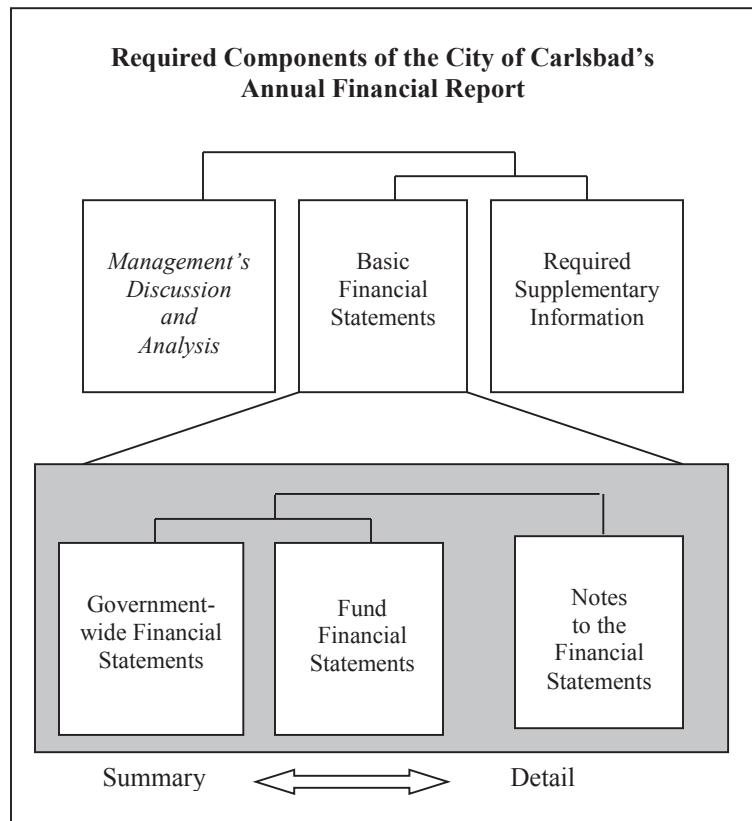 Required Components of the City of Carlsbad’s
Annual Financial Report
Management’s
Discussion
and
Analysis
Basic
Financial
Statements
Required
Supplementary
Information
Government-
wide Financial
Statements
Fund
Financial
Statements
Notes
to the
Financial
Statements
Summary
Detail